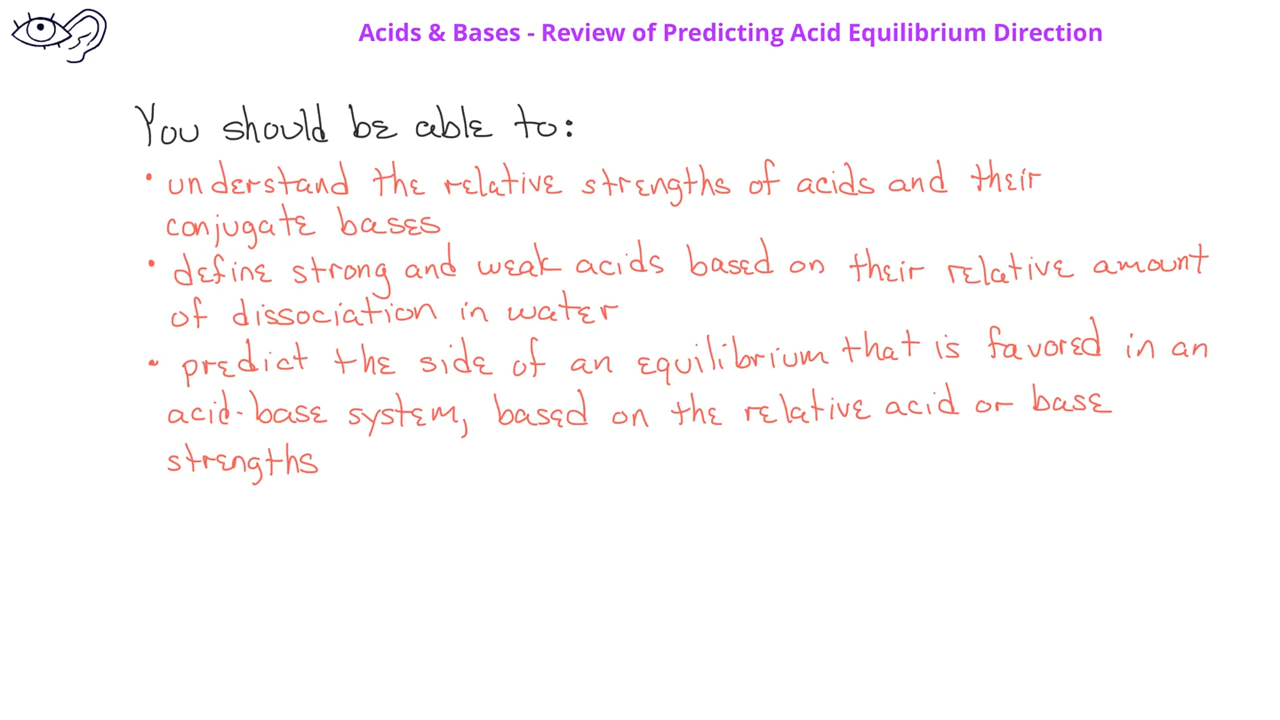 Acids & Bases - Review of Predicting Acid Equilibrium Direction
You should be able to:
• understand the relative strengths of acids and their
conjugate bases
• define strong and weak acids based on their relative amount
of dissociation in water
• predict the side of an equilibrium that is favored in an
acid-base system, based on the relative acid or base
strengths